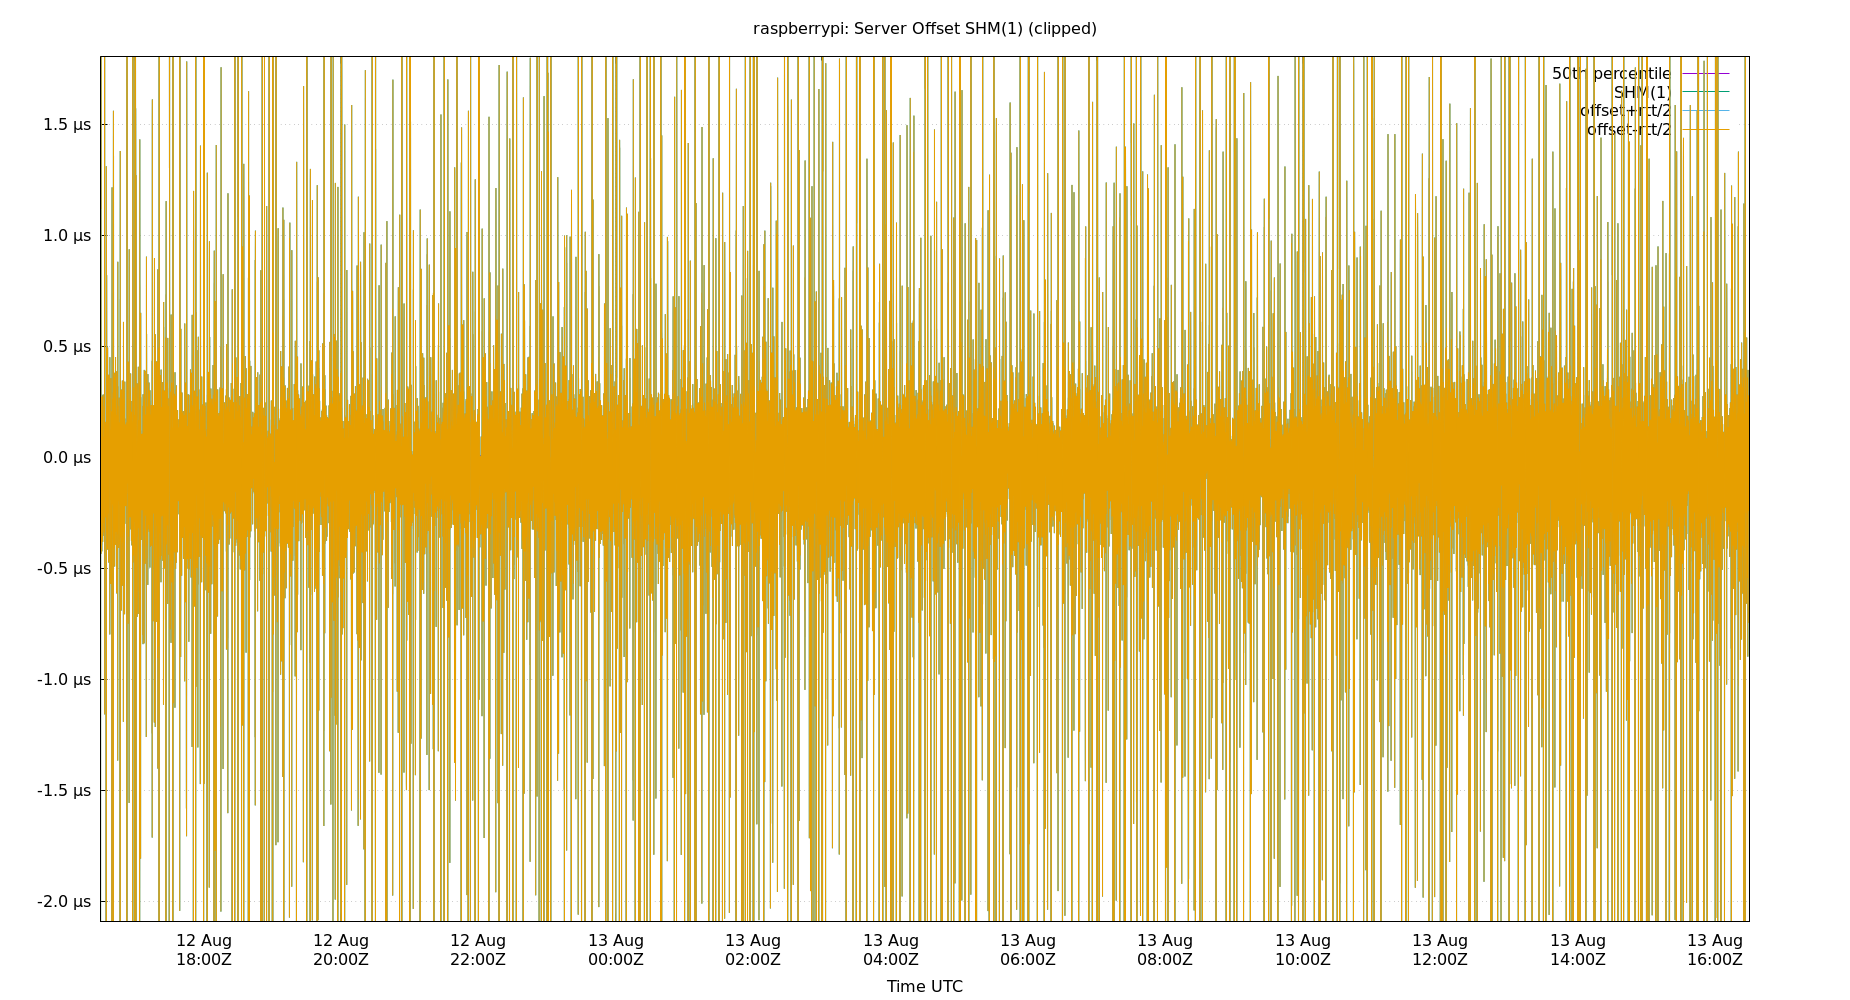 raspberrypi: Server Offset SHM(1) (clipped)
50th percentile
SHM(1)
offset+rtt/2
offset-rtt/2
1.5 µs
1.0 µs
0.5 µs
0.0 µs
-0.5 µs
-1.0 µs
-1.5 µs
-2.0 µs
12 Aug 12 Aug 12 Aug 13 Aug 13 Aug 13 Aug 13 Aug 13 Aug 13 Aug 13 Aug 13 Aug 13 Aug
18:00Z 20:00Z 22:00Z 00:00Z 02:00Z 04:00Z 06:00Z 08:00Z 10:00Z 12:00Z 14:00Z 16:00Z
Time UTC